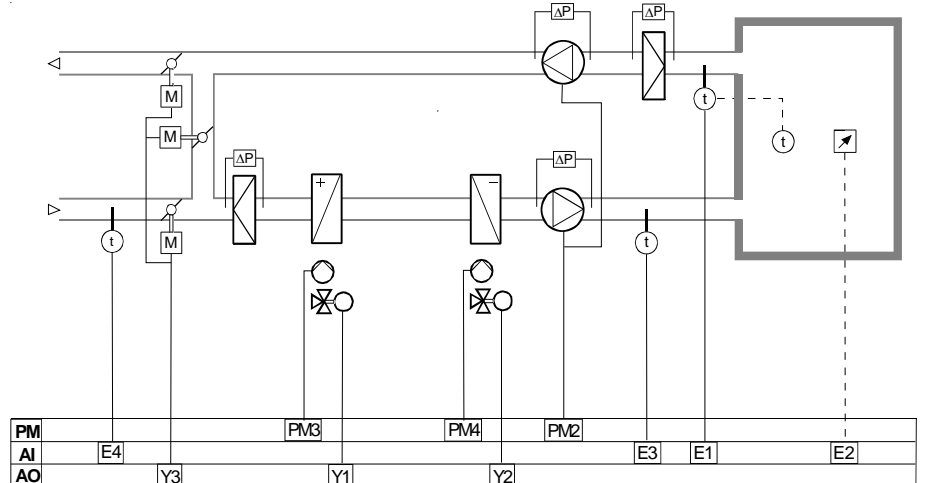 ΔP ΔP
M
t
M
t
ΔP ΔP
+ −
M
t
t
PM PM3 PM4 PM2
AI E4 E3 E1 E2
AO Y3 Y1 Y2